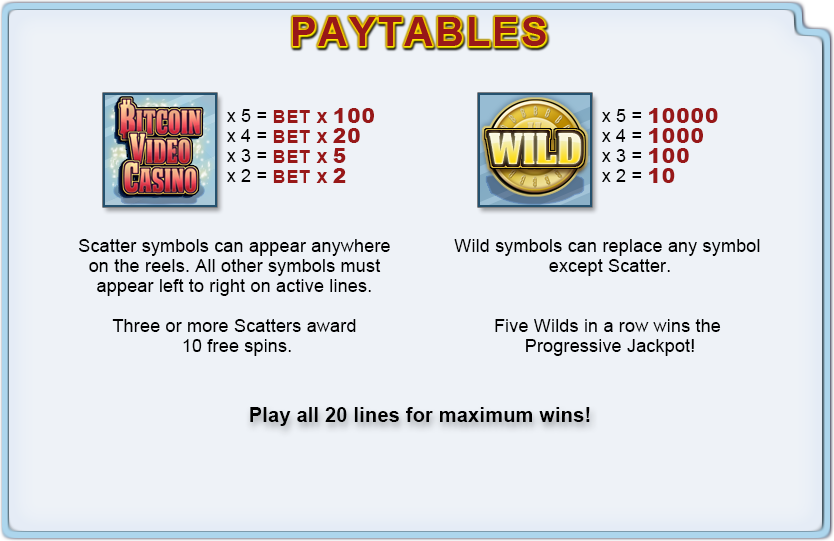 PAYTABLES
BITCOIN
VIDEO
CASINO
x 5 = BET x 100
x 4 = BET x 20
x 3 = BET x 5
x 2 = BET x 2
Scatter symbols can appear anywhere
on the reels. All other symbols must
appear left to right on active lines.
Three or more Scatters award
10 free spins.
WILD
x 5 = 10000
x 4 = 1000
x 3 = 100
x 2 = 10
Wild symbols can replace any symbol
except Scatter.
Five Wilds in a row wins the
Progressive Jackpot!
Play all 20 lines for maximum wins!